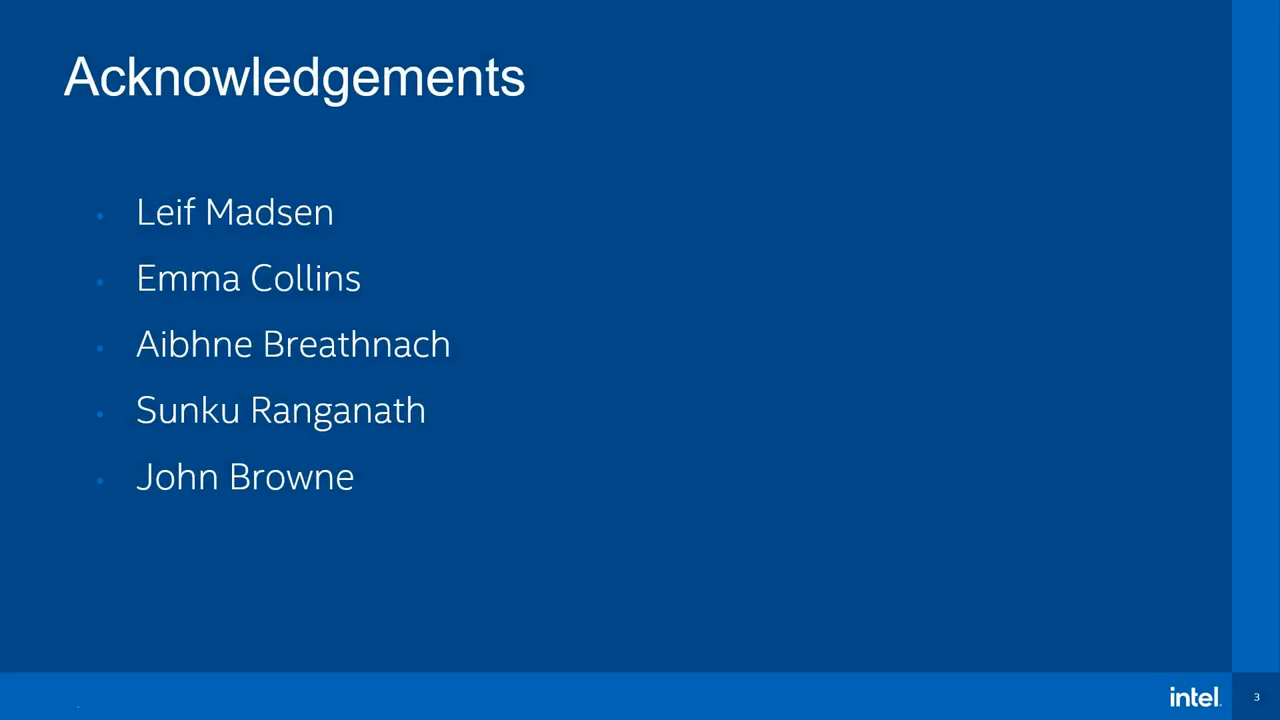 Acknowledgements
• Leif Madsen
• Emma Collins
• Aibhne Breathnach
• Sunku Ranganath
• John Browne
intel.
3